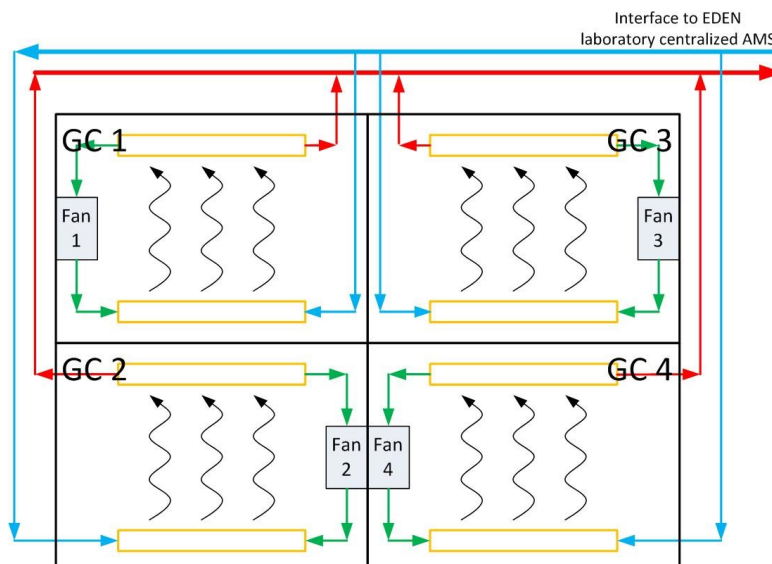 Interface to EDEN
laboratory centralized AMS
GC 1
GC 3
Fan
1
Fan
3
GC 2
GC 4
Fan
2
Fan
4